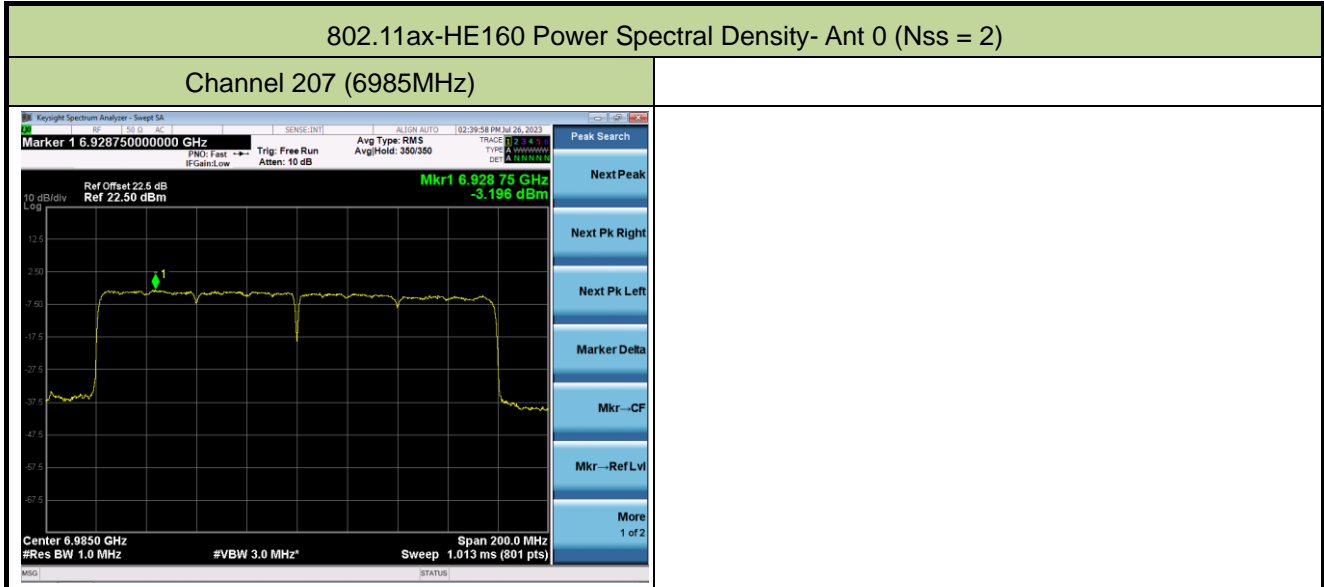 802.11ax-HE160 Power Spectral Density- Ant 0 (Nss = 2)
Channel 207 (6985MHz)
Keysight Spectrum Analyzer - Swept SA
RF 50 Ω AC SENSE:INT ALIGN AUTO 02:39:58 PM Jul 26, 2023
Marker 1 6.928750000000 GHz
PNO: Fast
IFGain:Low
Trig: Free Run
Atten: 10 dB
Avg Type: RMS
Avg|Hold: 350/350
TRACE 1 2 3 4 5 6
TYPE A WWWWW
DET A N N N N N
Peak Search
Mkr1 6.928 75 GHz
-3.196 dBm
Ref Offset 22.5 dB
10 dB/div Ref 22.50 dBm
Log
12.5
2.50
-7.50
-17.5
-27.5
-37.5
-47.5
-57.5
-67.5
1
Next Peak
Next Pk Right
Next Pk Left
Marker Delta
Mkr→CF
Mkr→Ref Lvl
More
1 of 2
Center 6.9850 GHz Span 200.0 MHz
#Res BW 1.0 MHz #VBW 3.0 MHz* Sweep 1.013 ms (801 pts)
MSG STATUS